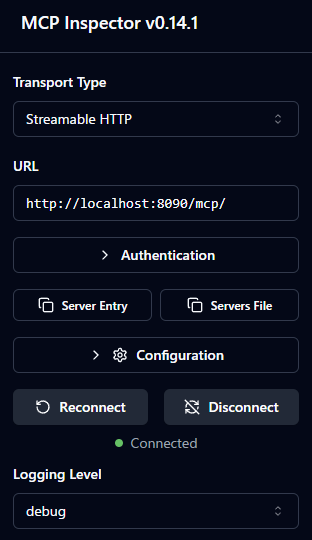 MCP Inspector v0.14.1
Transport Type
Streamable HTTP
URL
http://localhost:8090/mcp/
Authentication
Server Entry Servers File
Configuration
Reconnect Disconnect
Connected
Logging Level
debug